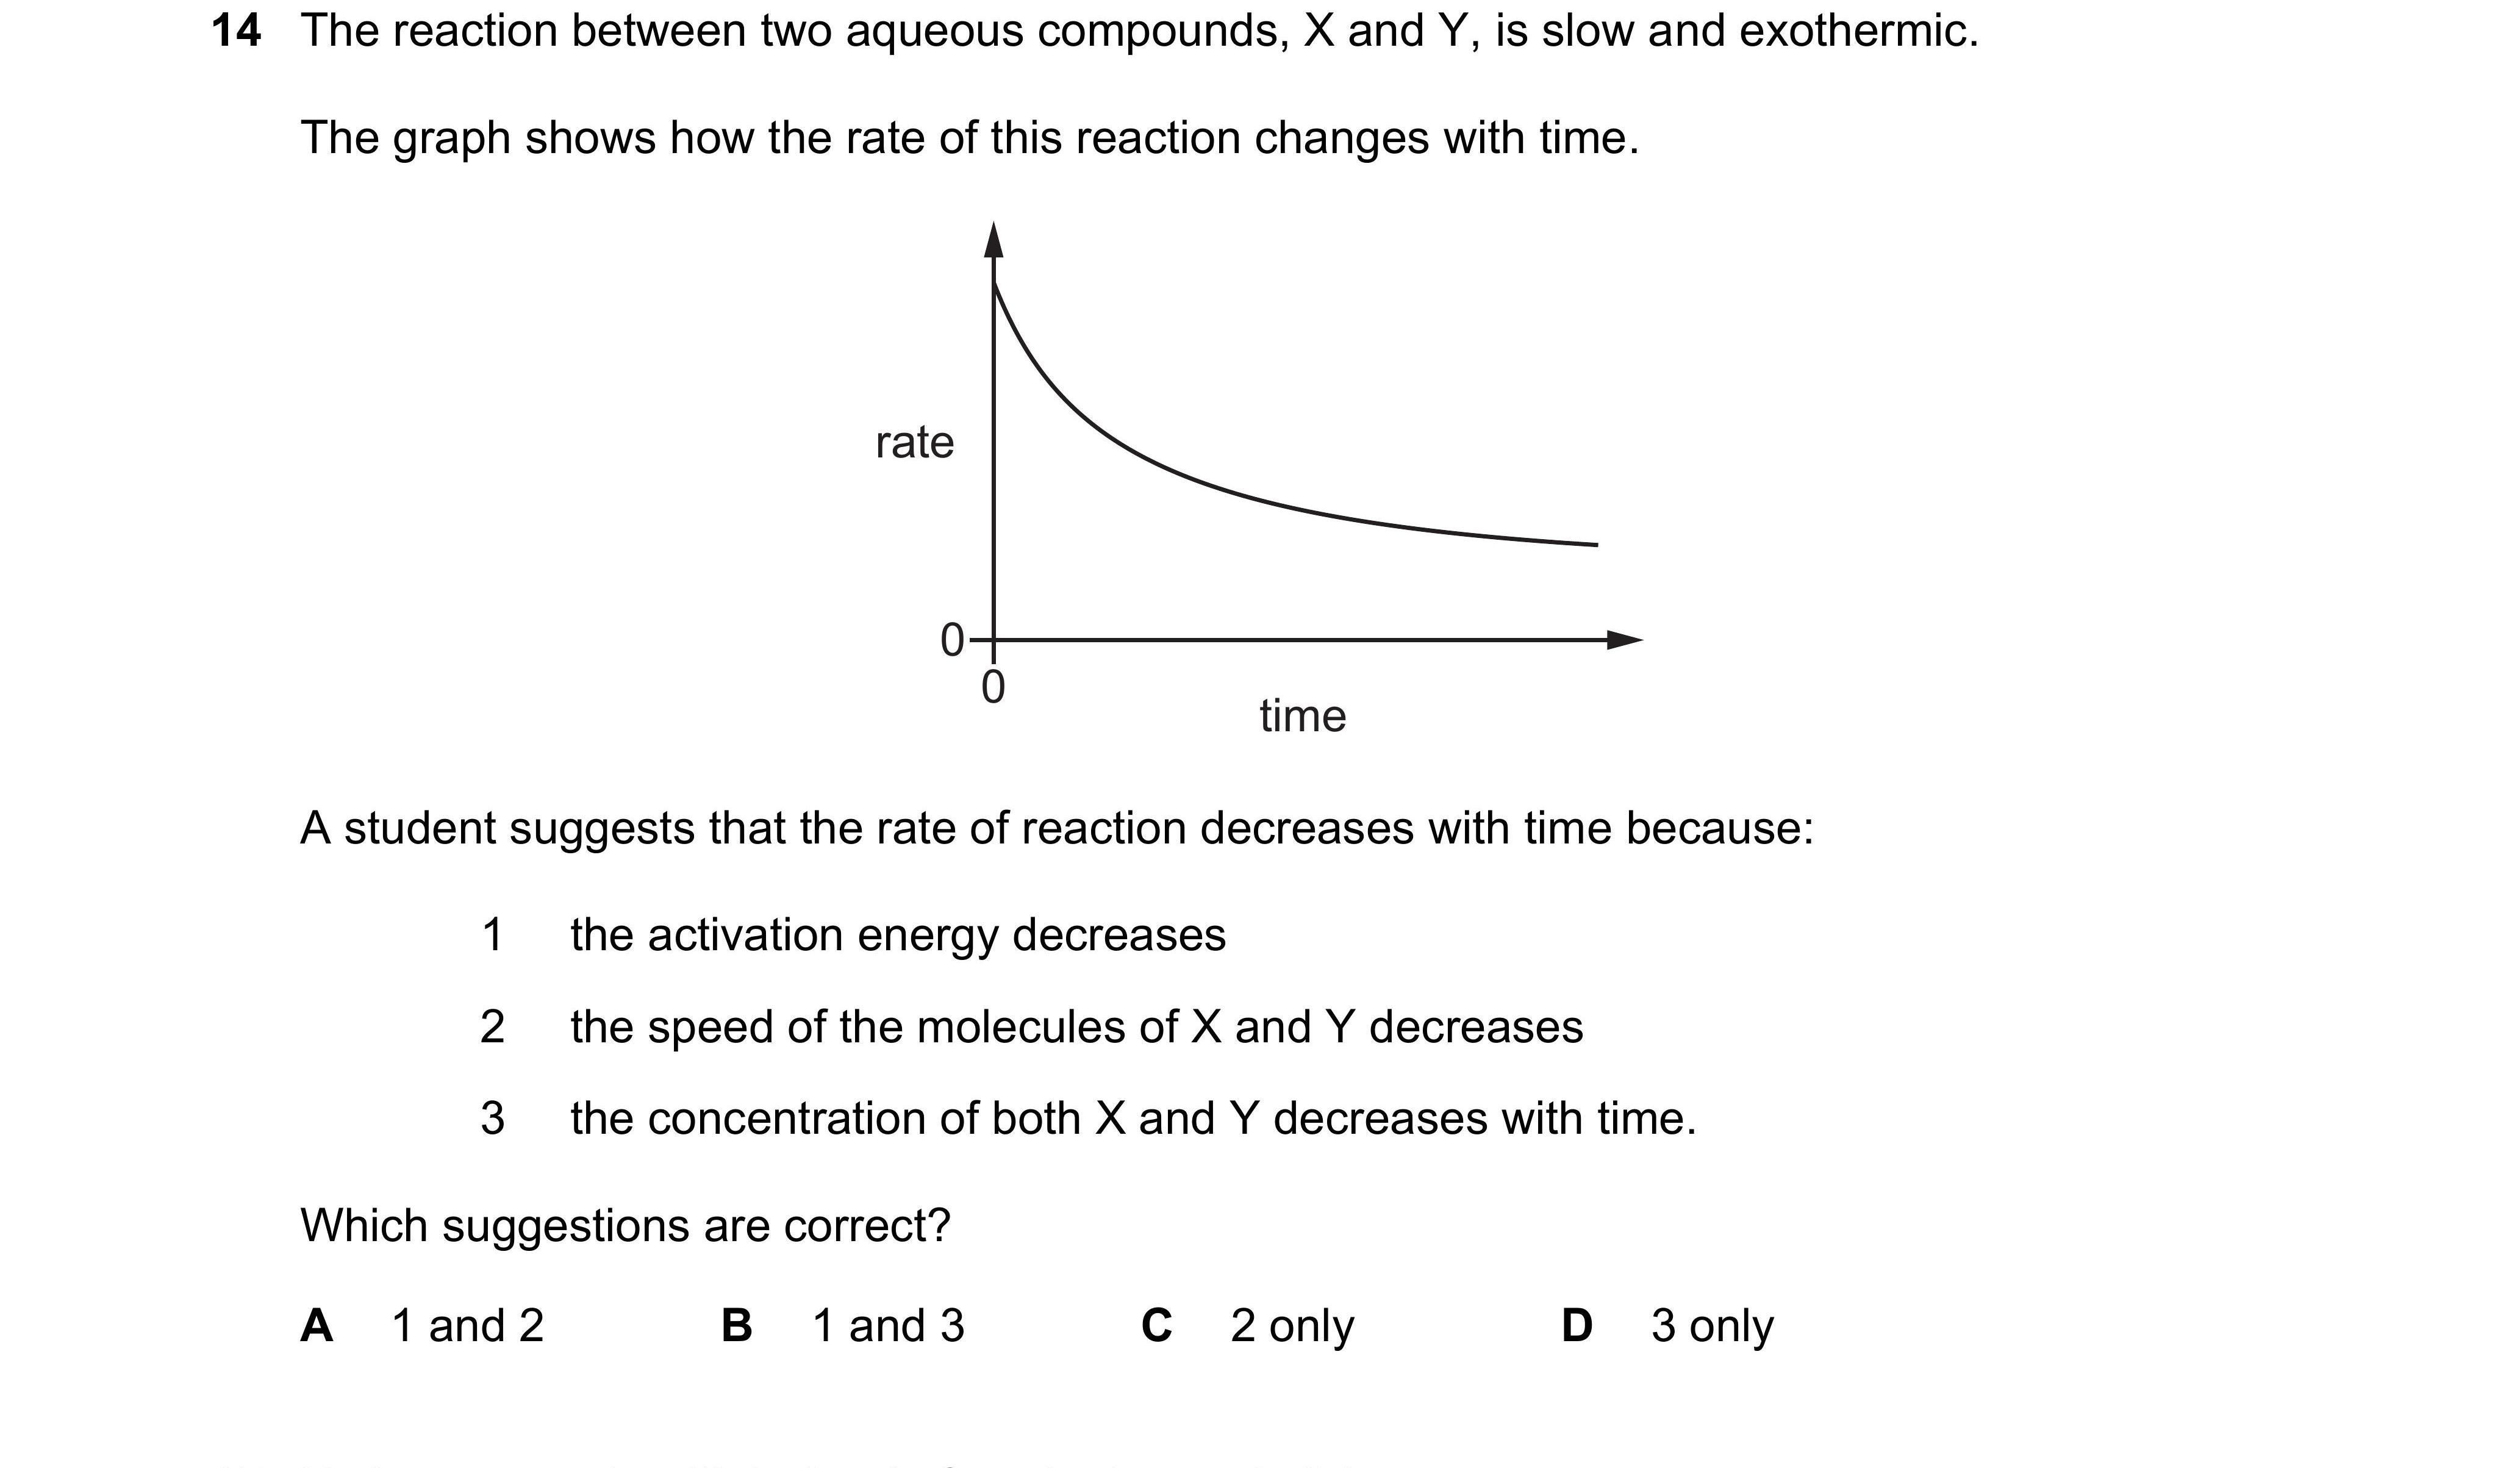 14 The reaction between two aqueous compounds, X and Y, is slow and exothermic.
The graph shows how the rate of this reaction changes with time.
rate
0
0
time
A student suggests that the rate of reaction decreases with time because:
1 the activation energy decreases
2 the speed of the molecules of X and Y decreases
3 the concentration of both X and Y decreases with time.
Which suggestions are correct?
A 1 and 2 B 1 and 3 C 2 only D 3 only